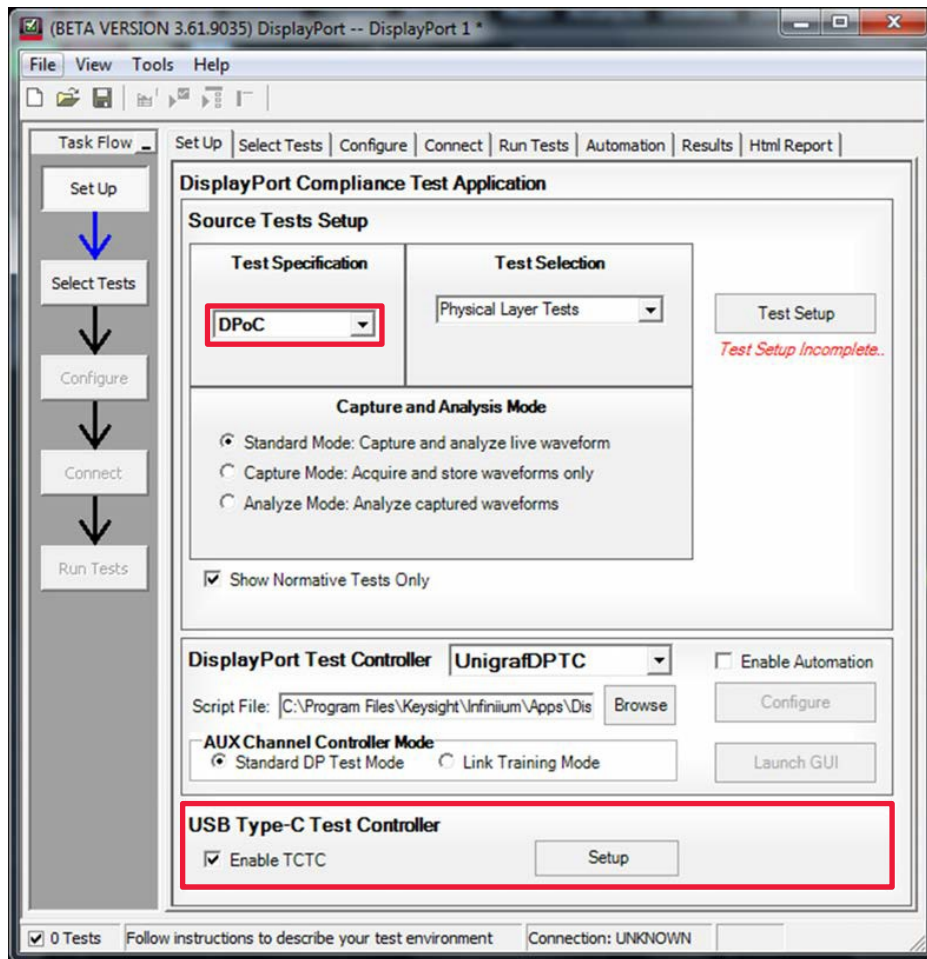 (BETA VERSION 3.61.9035) DisplayPort -- DisplayPort 1 *
File View Tools Help
Task Flow
Set Up
Select Tests
Configure
Connect
Run Tests
Set Up Select Tests Configure Connect Run Tests Automation Results Html Report
DisplayPort Compliance Test Application
Source Tests Setup
Test Specification
DPoC
Test Selection
Physical Layer Tests
Test Setup
Test Setup Incomplete..
Capture and Analysis Mode
Standard Mode: Capture and analyze live waveform
Capture Mode: Acquire and store waveforms only
Analyze Mode: Analyze captured waveforms
Show Normative Tests Only
DisplayPort Test Controller UnigrafDPTC Enable Automation
Script File: C:\Program Files\Keysight\Infiniium\Apps\Dis Browse Configure
AUX Channel Controller Mode
Standard DP Test Mode Link Training Mode Launch GUI
USB Type-C Test Controller
Enable TCTC Setup
0 Tests Follow instructions to describe your test environment Connection: UNKNOWN